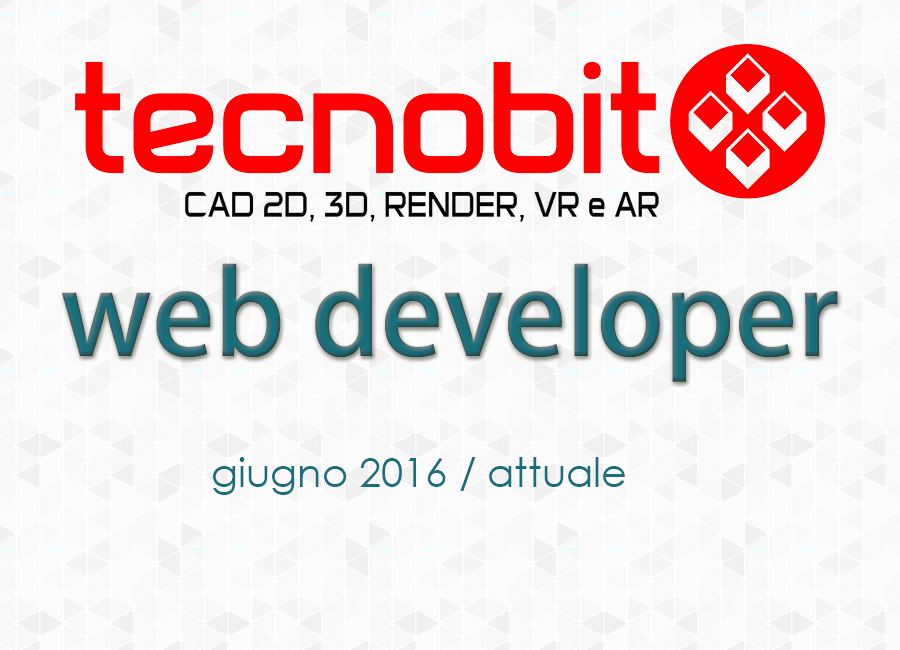 tecnobit
CAD 2D, 3D, RENDER, VR e AR
web developer
giugno 2016 / attuale